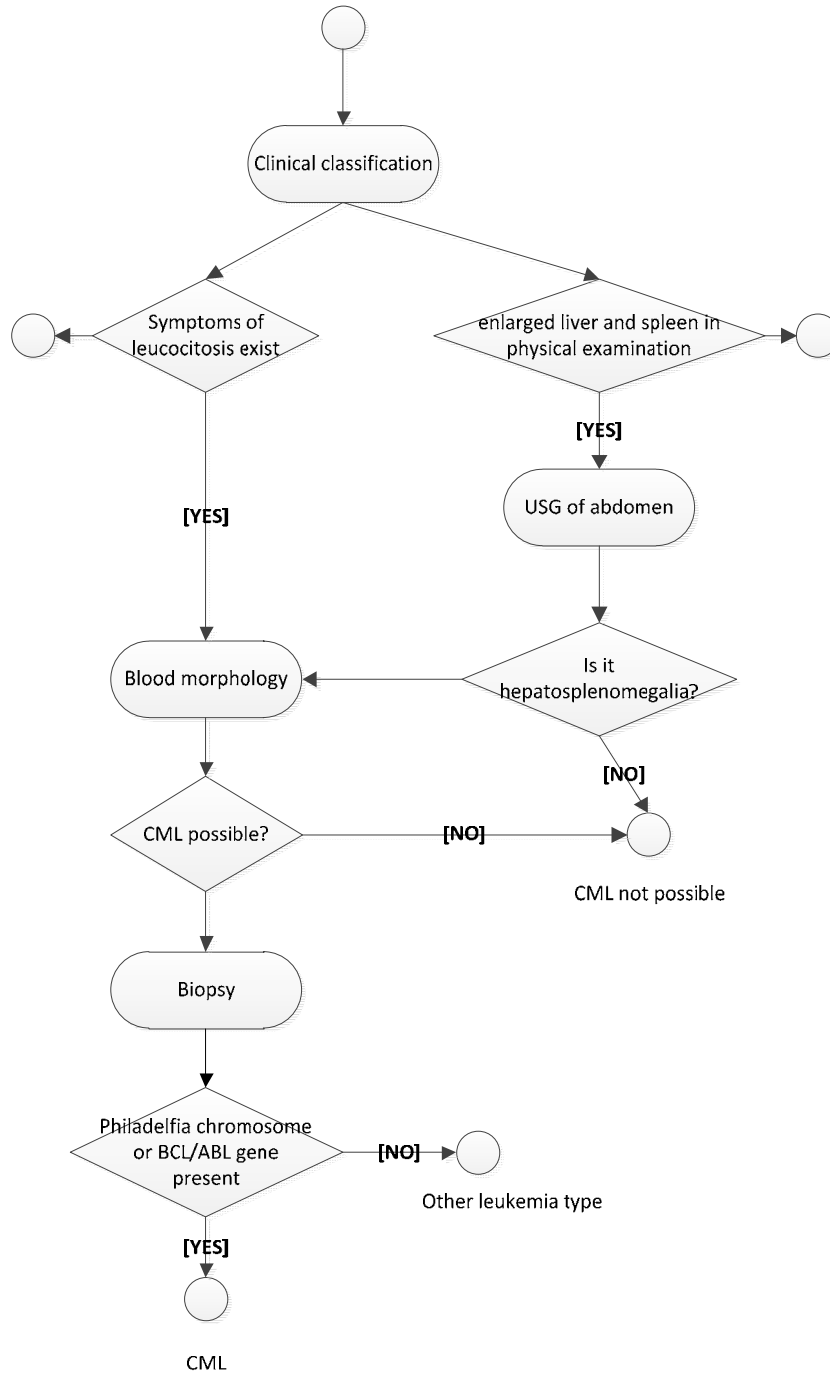 Clinical classification
Symptoms of
leucocitosis exist
enlarged liver and spleen in
physical examination
[YES]
USG of abdomen
[YES]
Is it
hepatosplenomegalia?
Blood morphology
[NO]
CML possible?
[NO]
CML not possible
Biopsy
Philadelfia chromosome
or BCL/ABL gene
present
[NO]
Other leukemia type
[YES]
CML